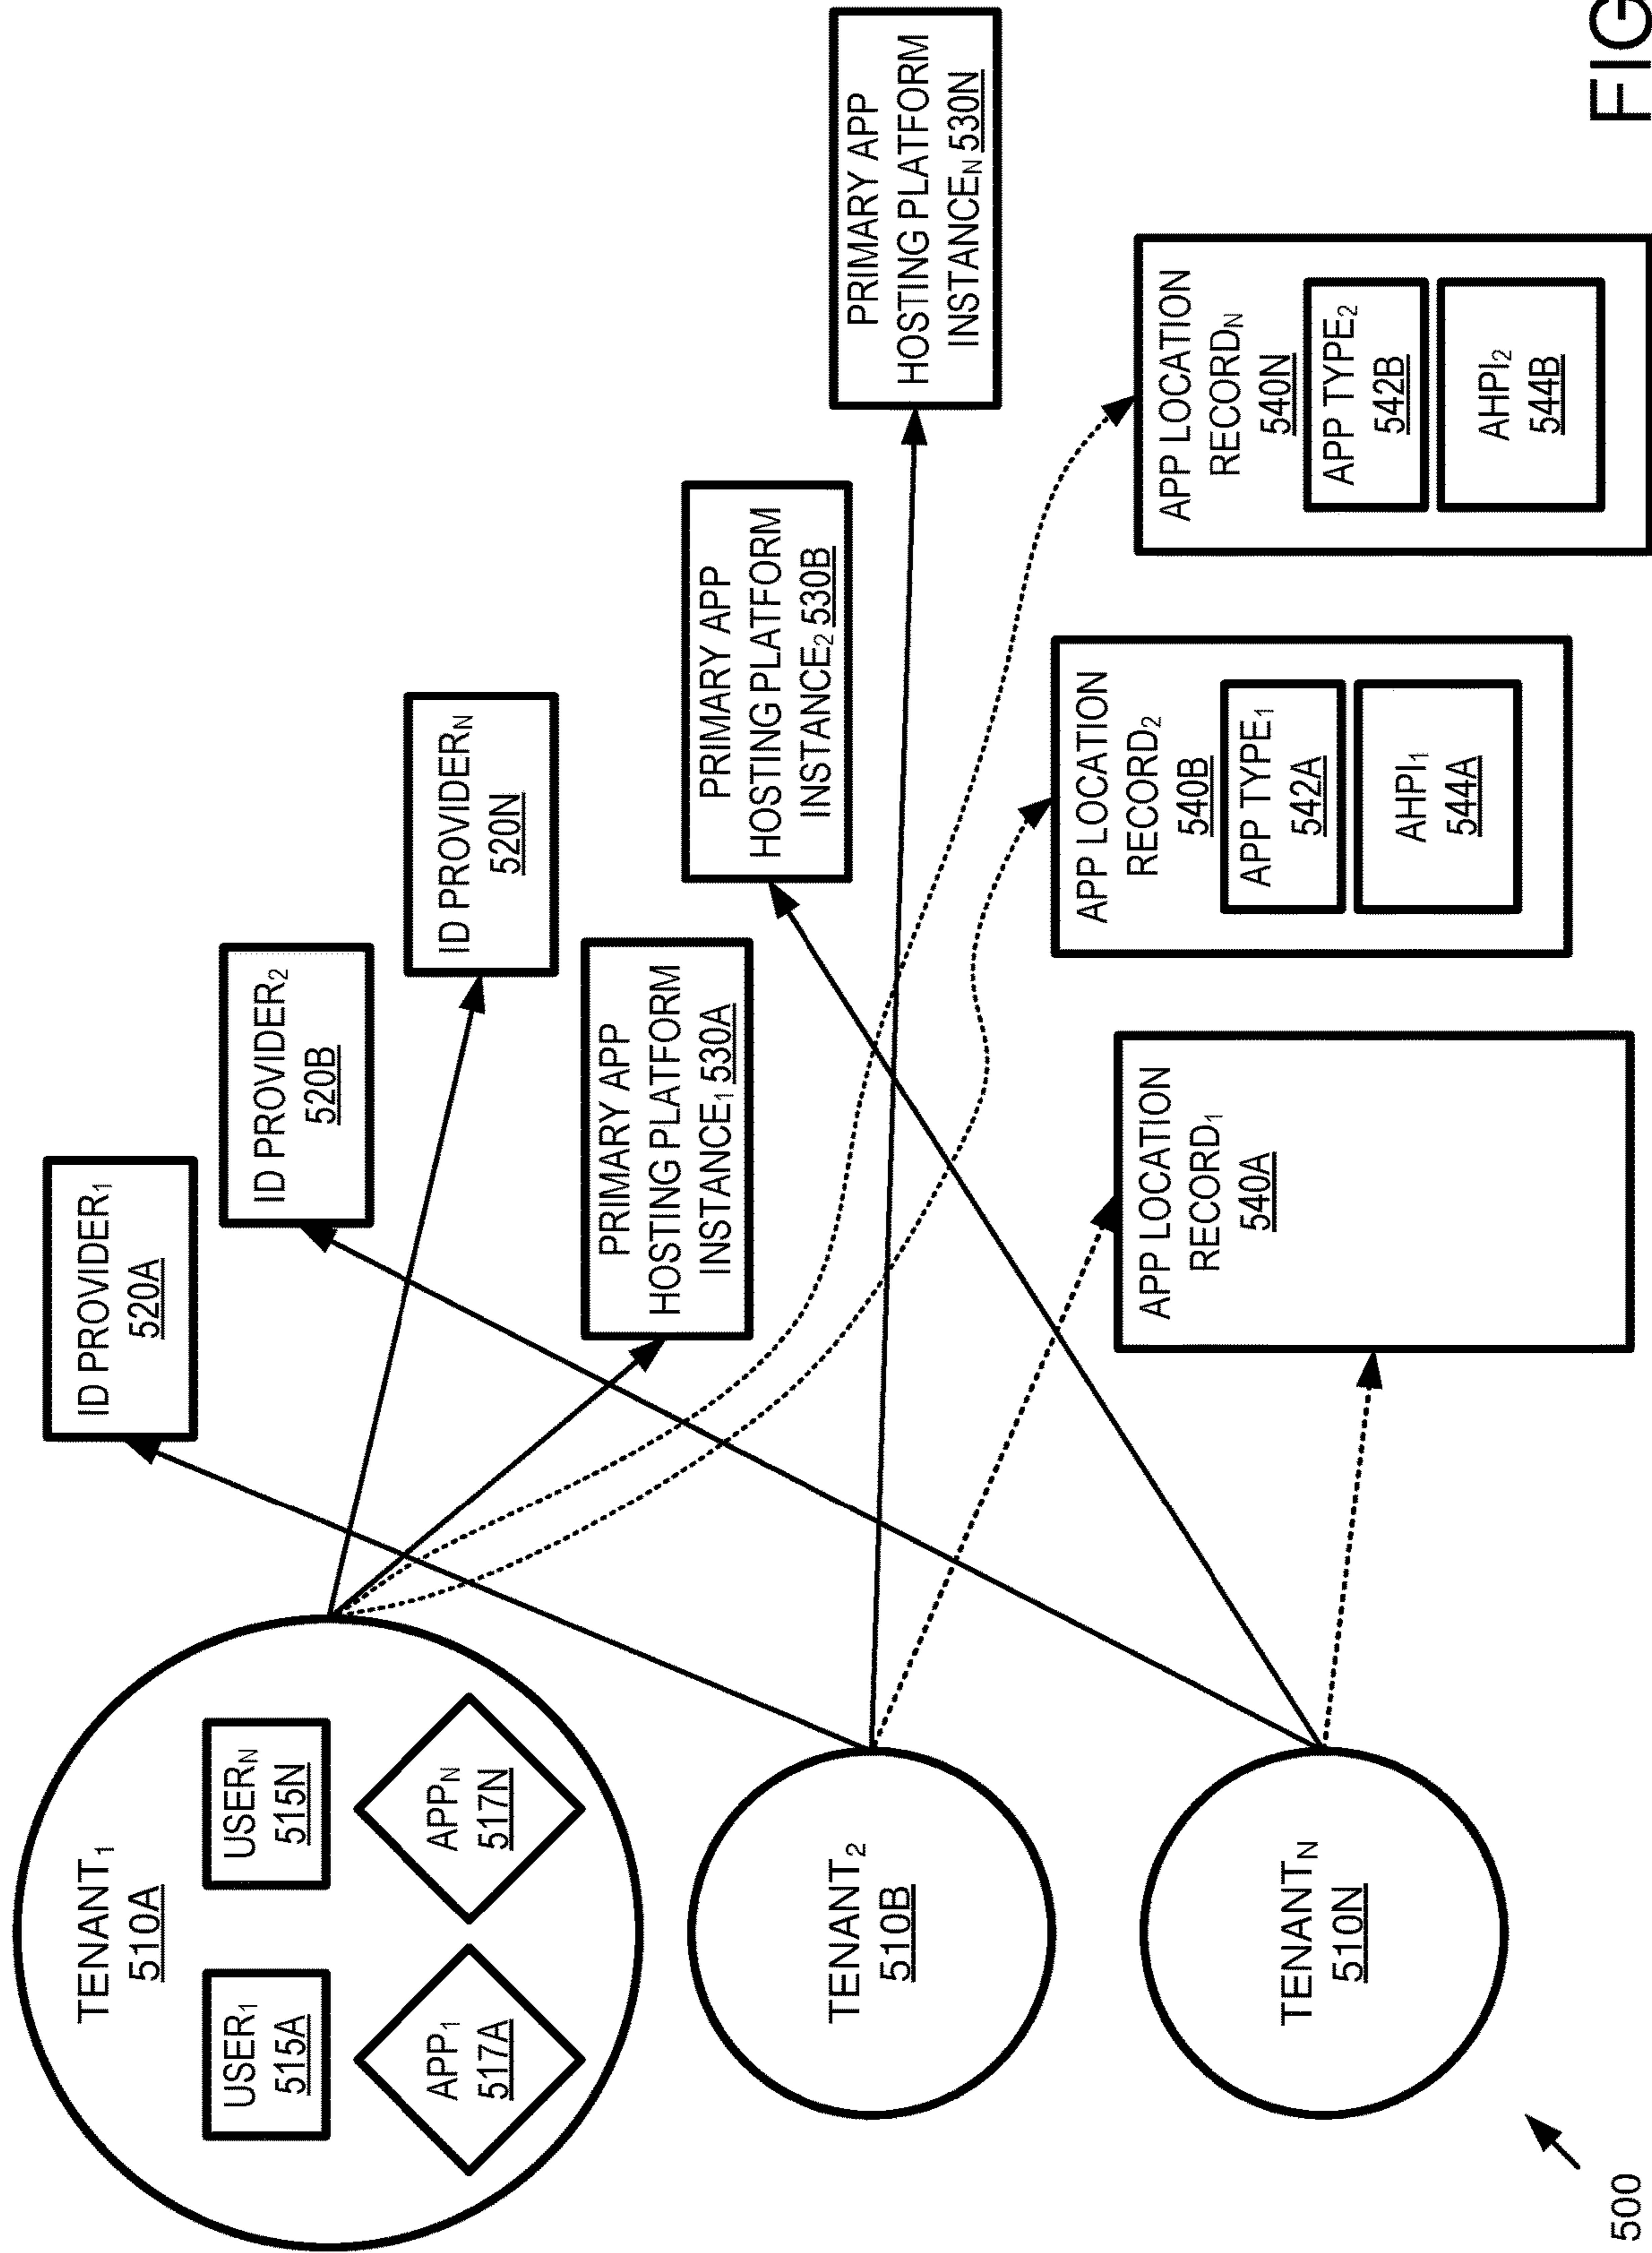 TENANT₁
510A
USER₁
515A
USERN
515N
APP₁
517A
APPN
517N
TENANT₂
510B
TENANTN
510N
ID PROVIDER₁
520A
ID PROVIDER₂
520B
ID PROVIDERN
520N
PRIMARY APP
HOSTING PLATFORM
INSTANCE₁ 530A
PRIMARY APP
HOSTING PLATFORM
INSTANCE₂ 530B
PRIMARY APP
HOSTING PLATFORM
INSTANCEN 530N
APP LOCATION
RECORD₁
540A
APP LOCATION
RECORD₂
540B
APP TYPE₁
542A
AHPI₁
544A
APP LOCATION
RECORDN
540N
APP TYPE₂
542B
AHPI₂
544B
500
FIG